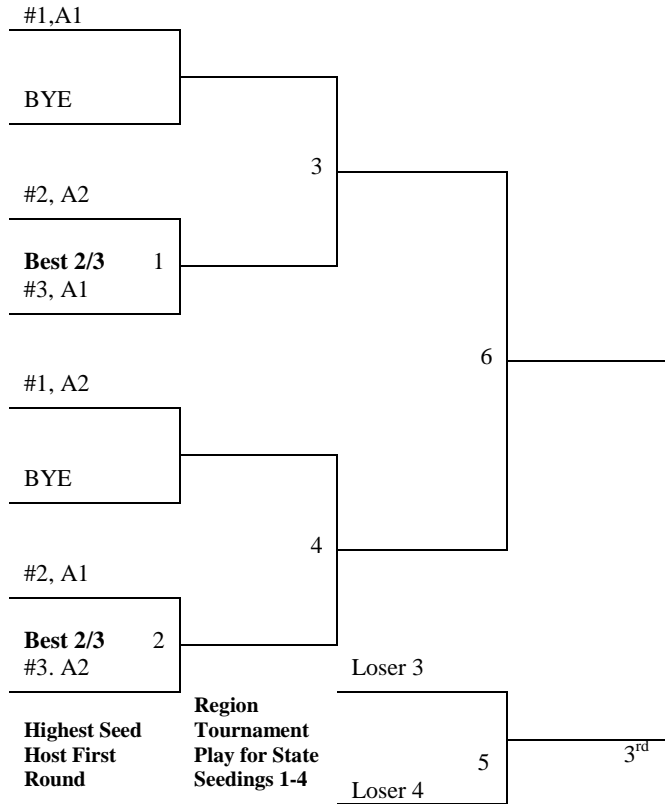 #1,A1
BYE
3
#2, A2
Best 2/3 1
#3, A1
#1, A2
6
BYE
4
#2, A1
Best 2/3 2
#3. A2
Loser 3
Highest Seed
Host First
Round
Region
Tournament
Play for State
Seedings 1-4
5
3rd
Loser 4